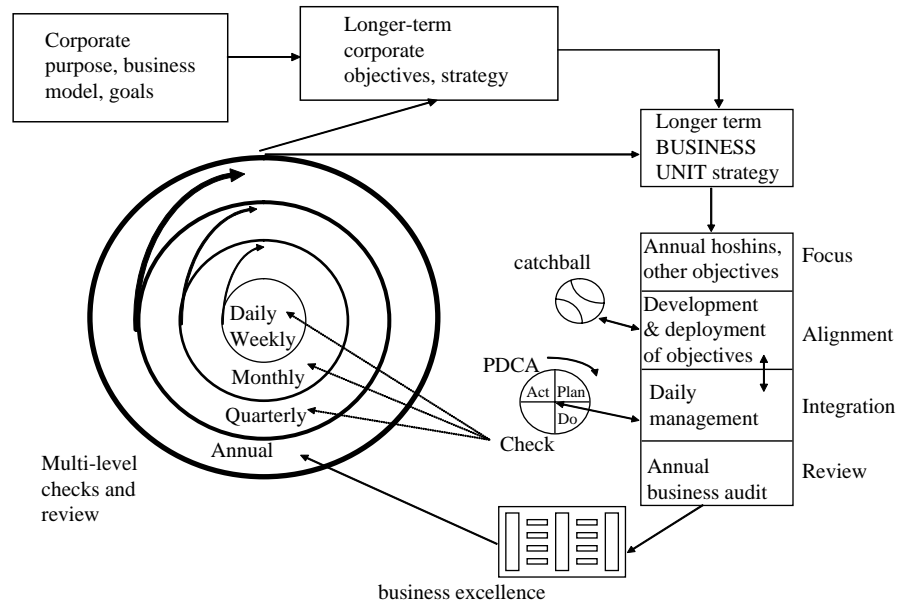 Corporate
purpose, business
model, goals
Longer-term
corporate
objectives, strategy
Longer term
BUSINESS
UNIT strategy
Annual hoshins,
other objectives
Focus
catchball
Development
& deployment
of objectives
Alignment
PDCA
Act
Plan
Do
Check
Daily
management
Integration
Annual
business audit
Review
Daily
Weekly
Monthly
Quarterly
Annual
Multi-level
checks and
review
business excellence